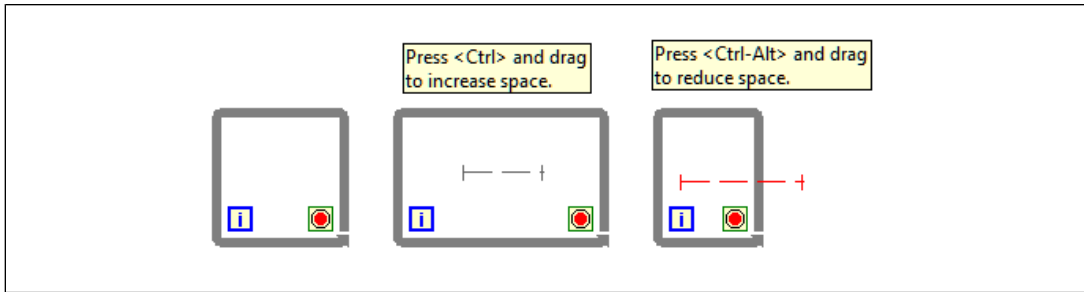 Press <Ctrl> and drag
to increase space.
Press <Ctrl-Alt> and drag
to reduce space.
i
i
i